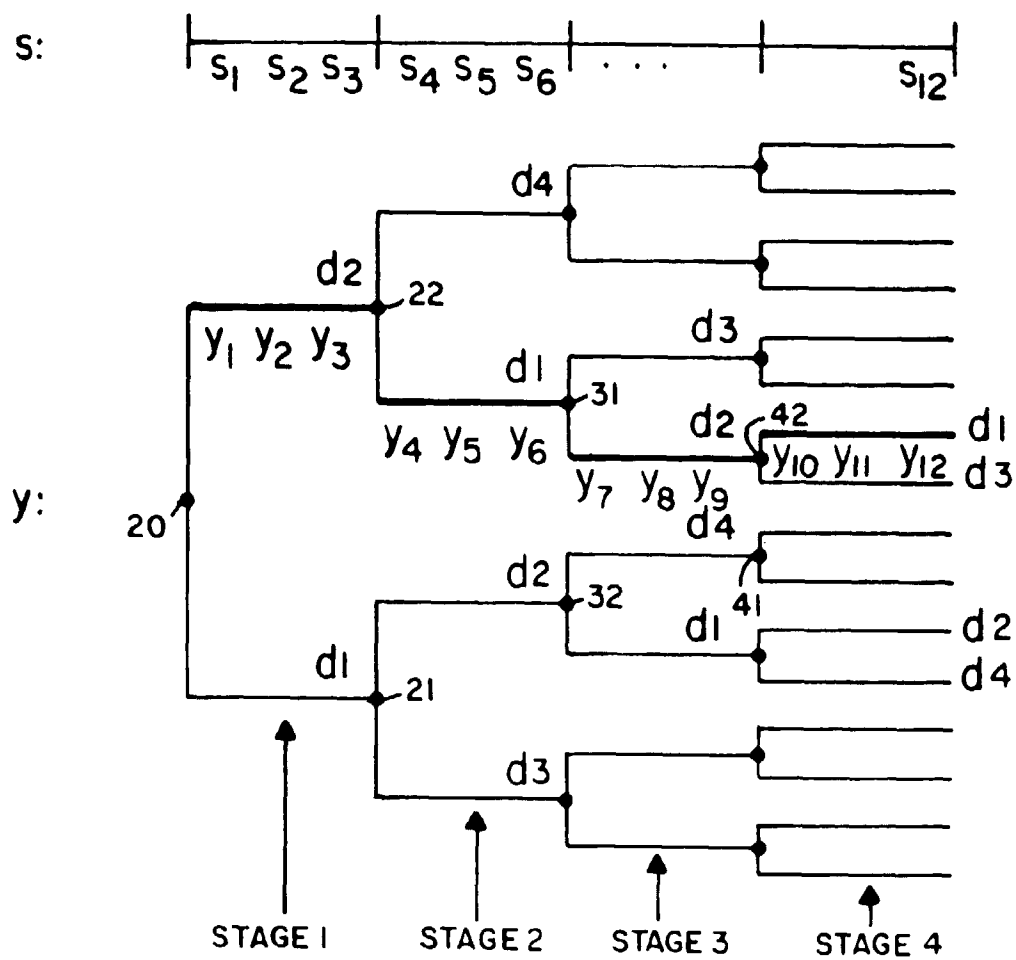 s:
s1 s2 s3 s4 s5 s6 . . . s12
d4
d2
22
d3
y1 y2 y3
d1
31
d2 42 d1
y4 y5 y6
y10 y11 y12
d3
y7 y8 y9
y:
20
d4
d2
32
41
d1
d2
d4
d1
21
d3
STAGE 1 STAGE 2 STAGE 3 STAGE 4